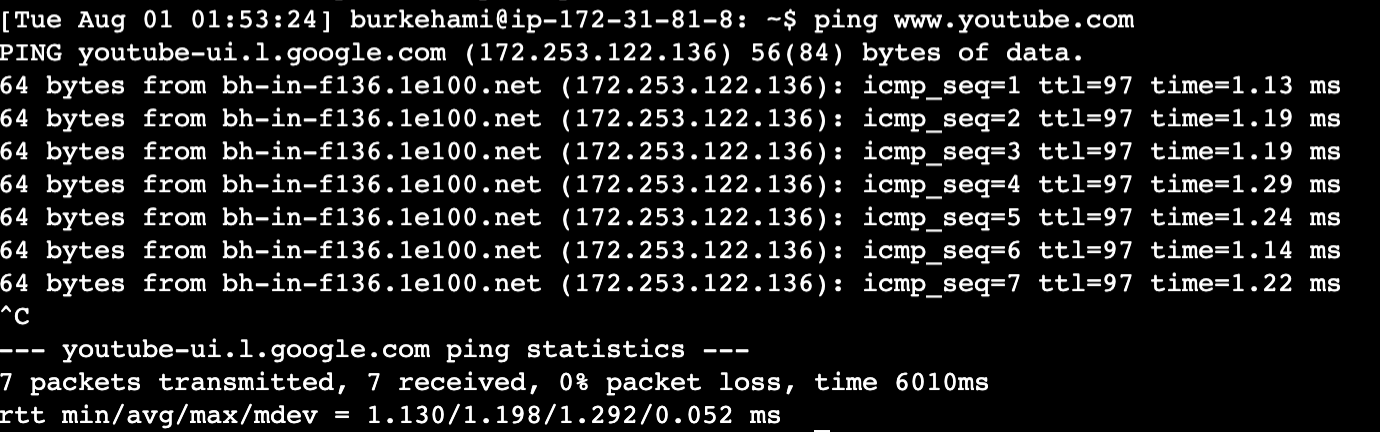 [Tue Aug 01 01:53:24] burkehami@ip-172-31-81-8: ~$ ping www.youtube.com
PING youtube-ui.l.google.com (172.253.122.136) 56(84) bytes of data.
64 bytes from bh-in-f136.1e100.net (172.253.122.136): icmp_seq=1 ttl=97 time=1.13 ms
64 bytes from bh-in-f136.1e100.net (172.253.122.136): icmp_seq=2 ttl=97 time=1.19 ms
64 bytes from bh-in-f136.1e100.net (172.253.122.136): icmp_seq=3 ttl=97 time=1.19 ms
64 bytes from bh-in-f136.1e100.net (172.253.122.136): icmp_seq=4 ttl=97 time=1.29 ms
64 bytes from bh-in-f136.1e100.net (172.253.122.136): icmp_seq=5 ttl=97 time=1.24 ms
64 bytes from bh-in-f136.1e100.net (172.253.122.136): icmp_seq=6 ttl=97 time=1.14 ms
64 bytes from bh-in-f136.1e100.net (172.253.122.136): icmp_seq=7 ttl=97 time=1.22 ms
^C
--- youtube-ui.l.google.com ping statistics ---
7 packets transmitted, 7 received, 0% packet loss, time 6010ms
rtt min/avg/max/mdev = 1.130/1.198/1.292/0.052 ms